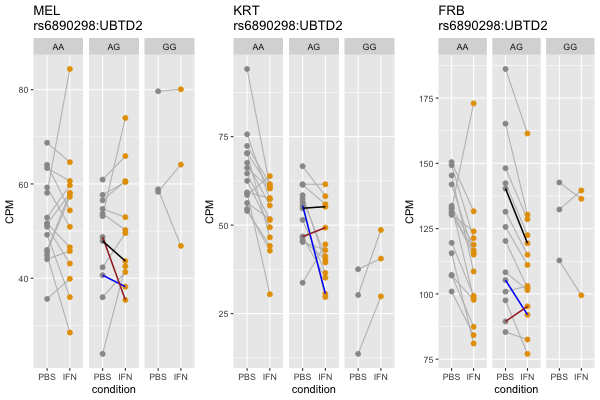 MEL
rs6890298:UBTD2
AA AG GG
CPM
80
60
40
PBS IFN PBS IFN PBS IFN
condition
KRT
rs6890298:UBTD2
AA AG GG
CPM
75
50
25
PBS IFN PBS IFN PBS IFN
condition
FRB
rs6890298:UBTD2
AA AG GG
CPM
175
150
125
100
75
PBS IFN PBS IFN PBS IFN
condition